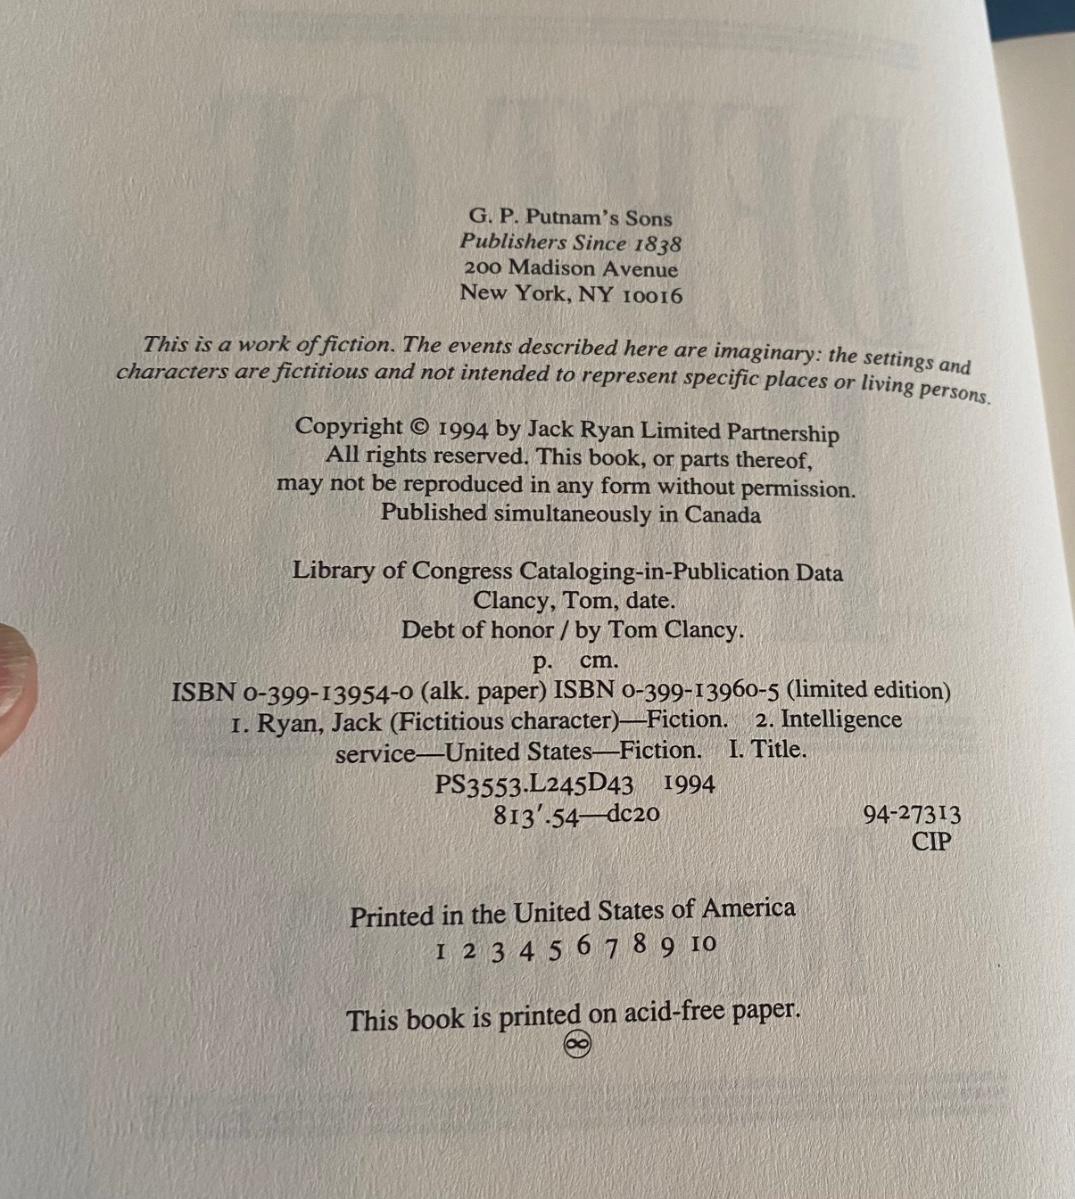 G. P. Putnam's Sons
Publishers Since 1838
200 Madison Avenue
New York, NY 10016
This is a work of fiction. The events described here are imaginary: the settings and
characters are fictitious and not intended to represent specific places or living persons.
Copyright © 1994 by Jack Ryan Limited Partnership
All rights reserved. This book, or parts thereof,
may not be reproduced in any form without permission.
Published simultaneously in Canada
Library of Congress Cataloging-in-Publication Data
Clancy, Tom, date.
Debt of honor / by Tom Clancy.
p. cm.
ISBN 0-399-13954-0 (alk. paper) ISBN 0-399-13960-5 (limited edition)
1. Ryan, Jack (Fictitious character)—Fiction. 2. Intelligence
service—United States—Fiction. I. Title.
PS3553.L245D43 1994
813'.54—dc20 94-27313
CIP
Printed in the United States of America
1 2 3 4 5 6 7 8 9 10
This book is printed on acid-free paper.
♾